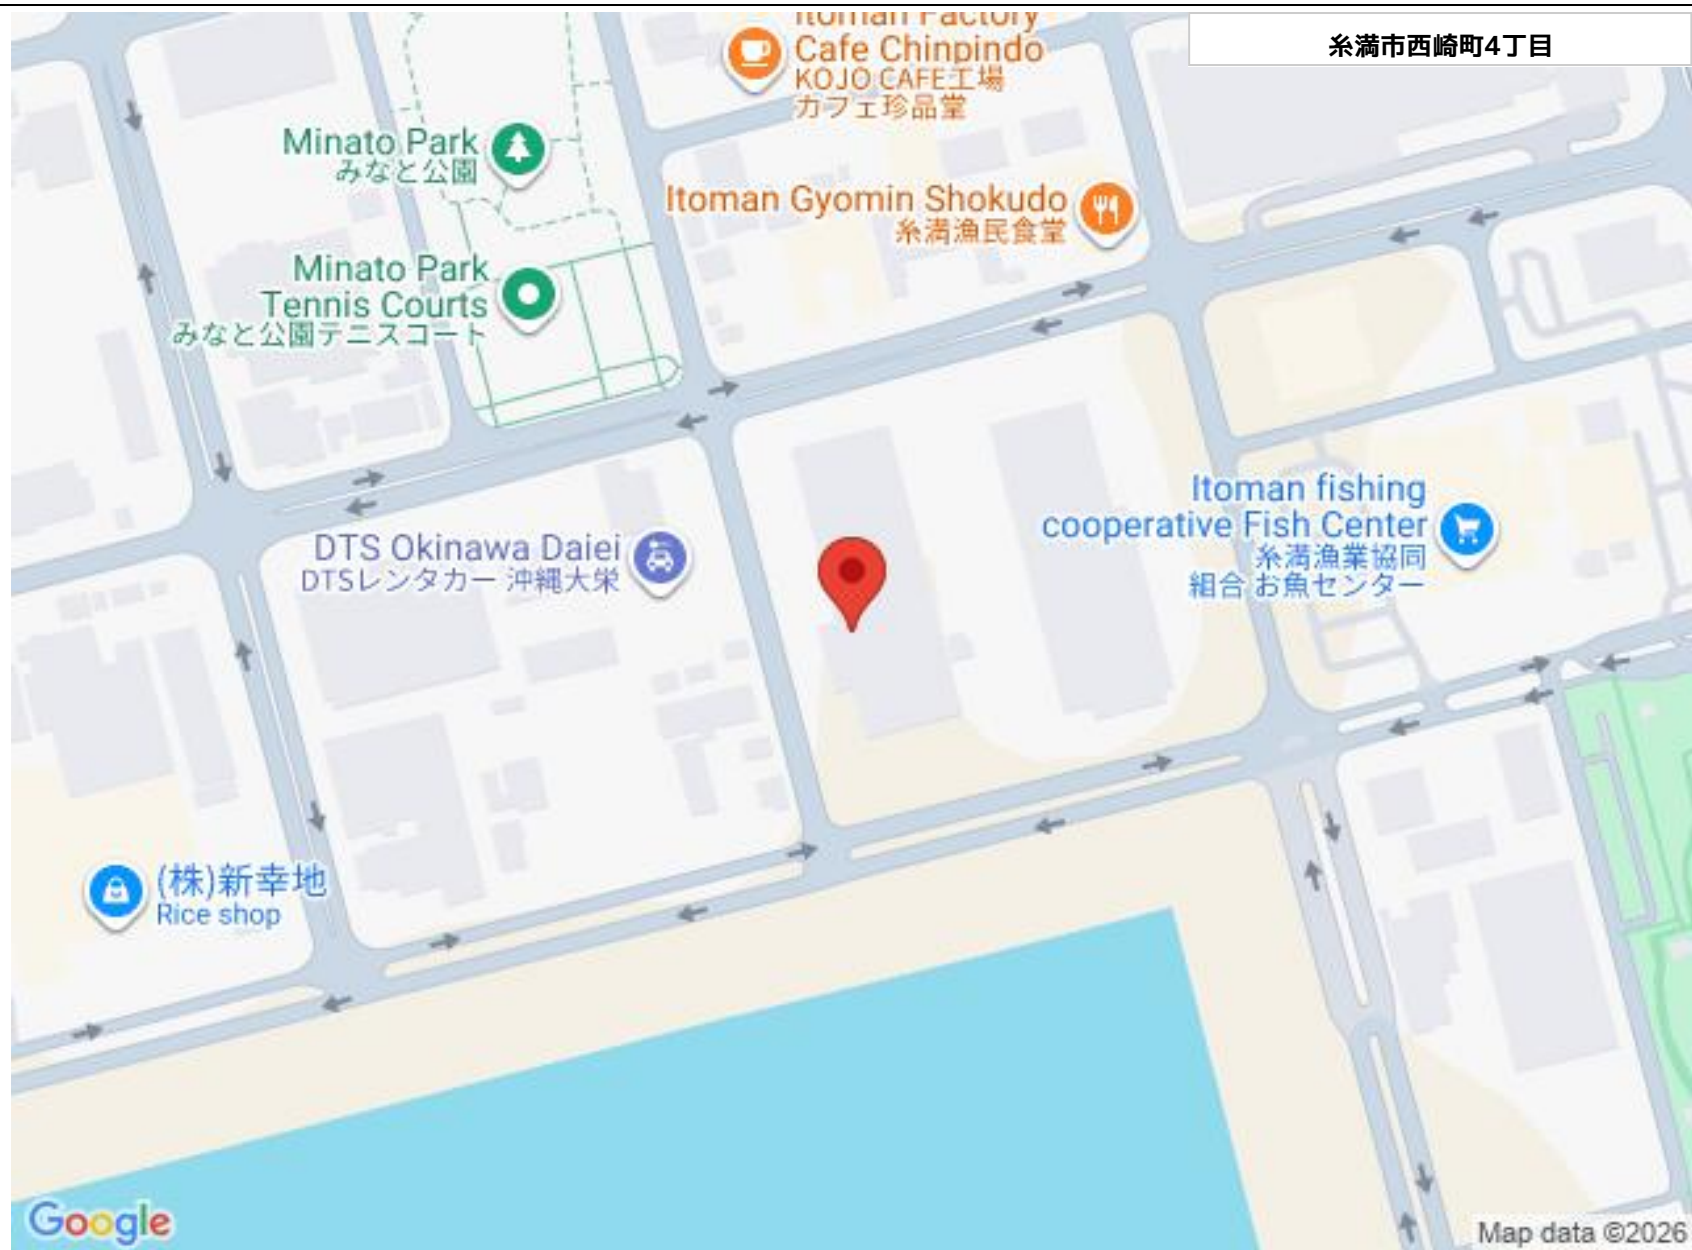 糸満市西崎町4丁目
Itoman Factory
Cafe Chinpindo
KOJO CAFE工場
カフェ珍品堂
Minato Park
みなと公園
Itoman Gyomin Shokudo
糸満漁民食堂
Minato Park
Tennis Courts
みなと公園テニスコート
Itoman fishing
cooperative Fish Center
糸満漁業協同
組合 お魚センター
DTS Okinawa Daiei
DTSレンタカー 沖縄大栄
(株)新幸地
Rice shop
Google
Map data ©2026